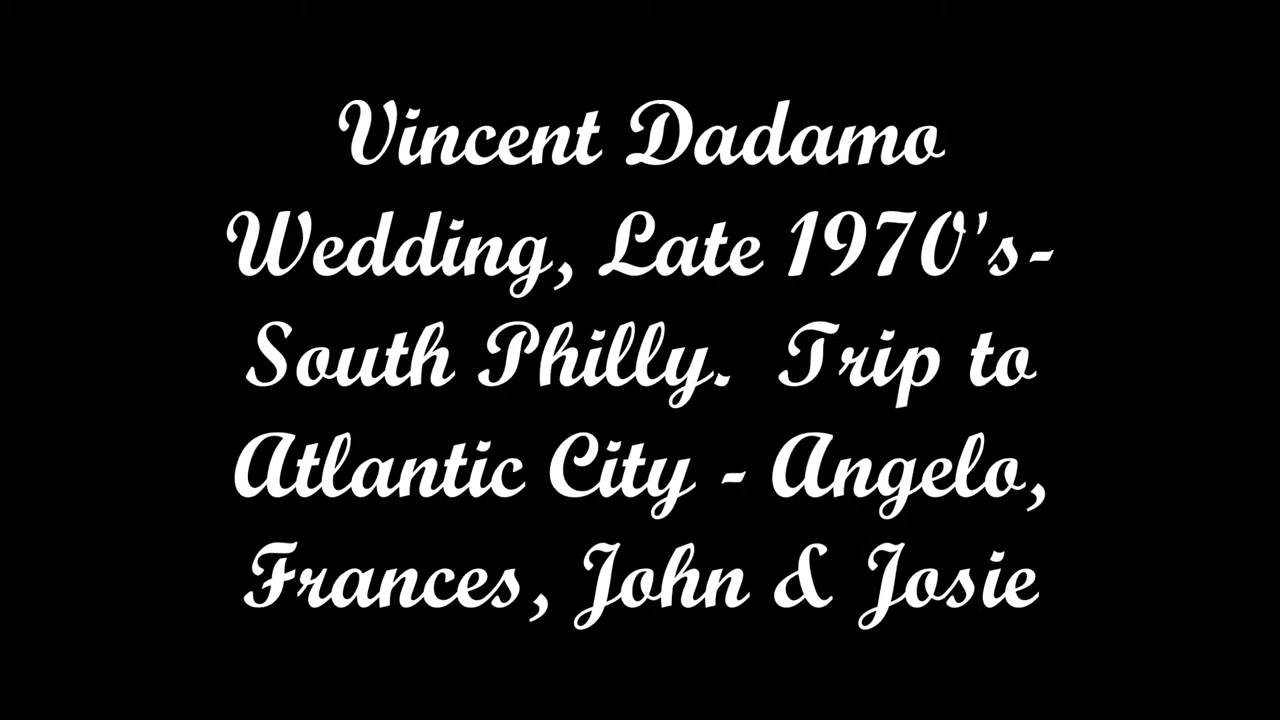 Vincent Dadamo
Wedding, Late 1970's-
South Philly.  Trip to
Atlantic City - Angelo,
Frances, John & Josie